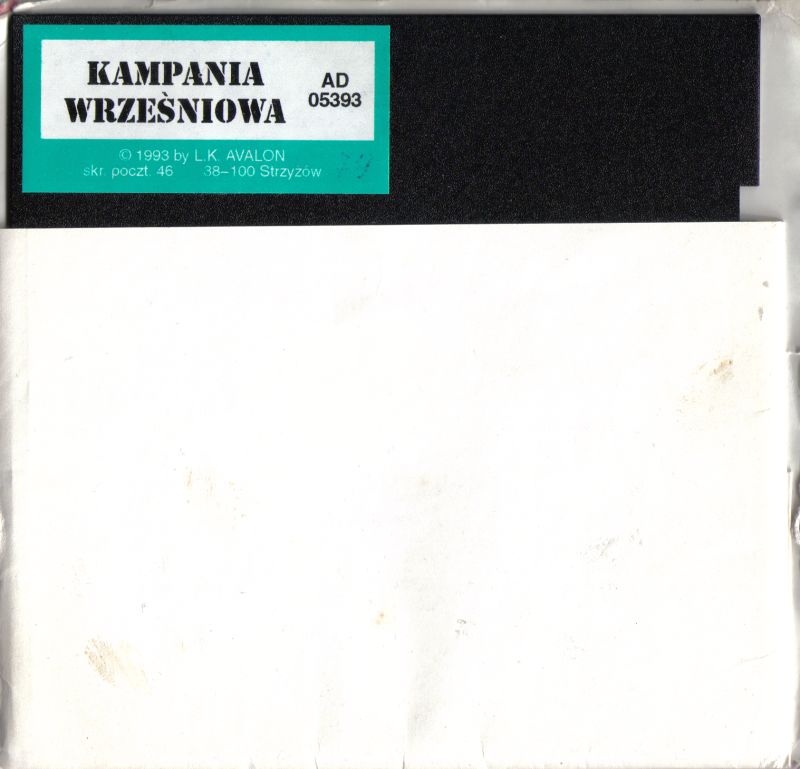 KAMPANIA
WRZEŚNIOWA
AD
05393
© 1993 by L.K. AVALON
skr. poczt. 46 38–100 Strzyżów